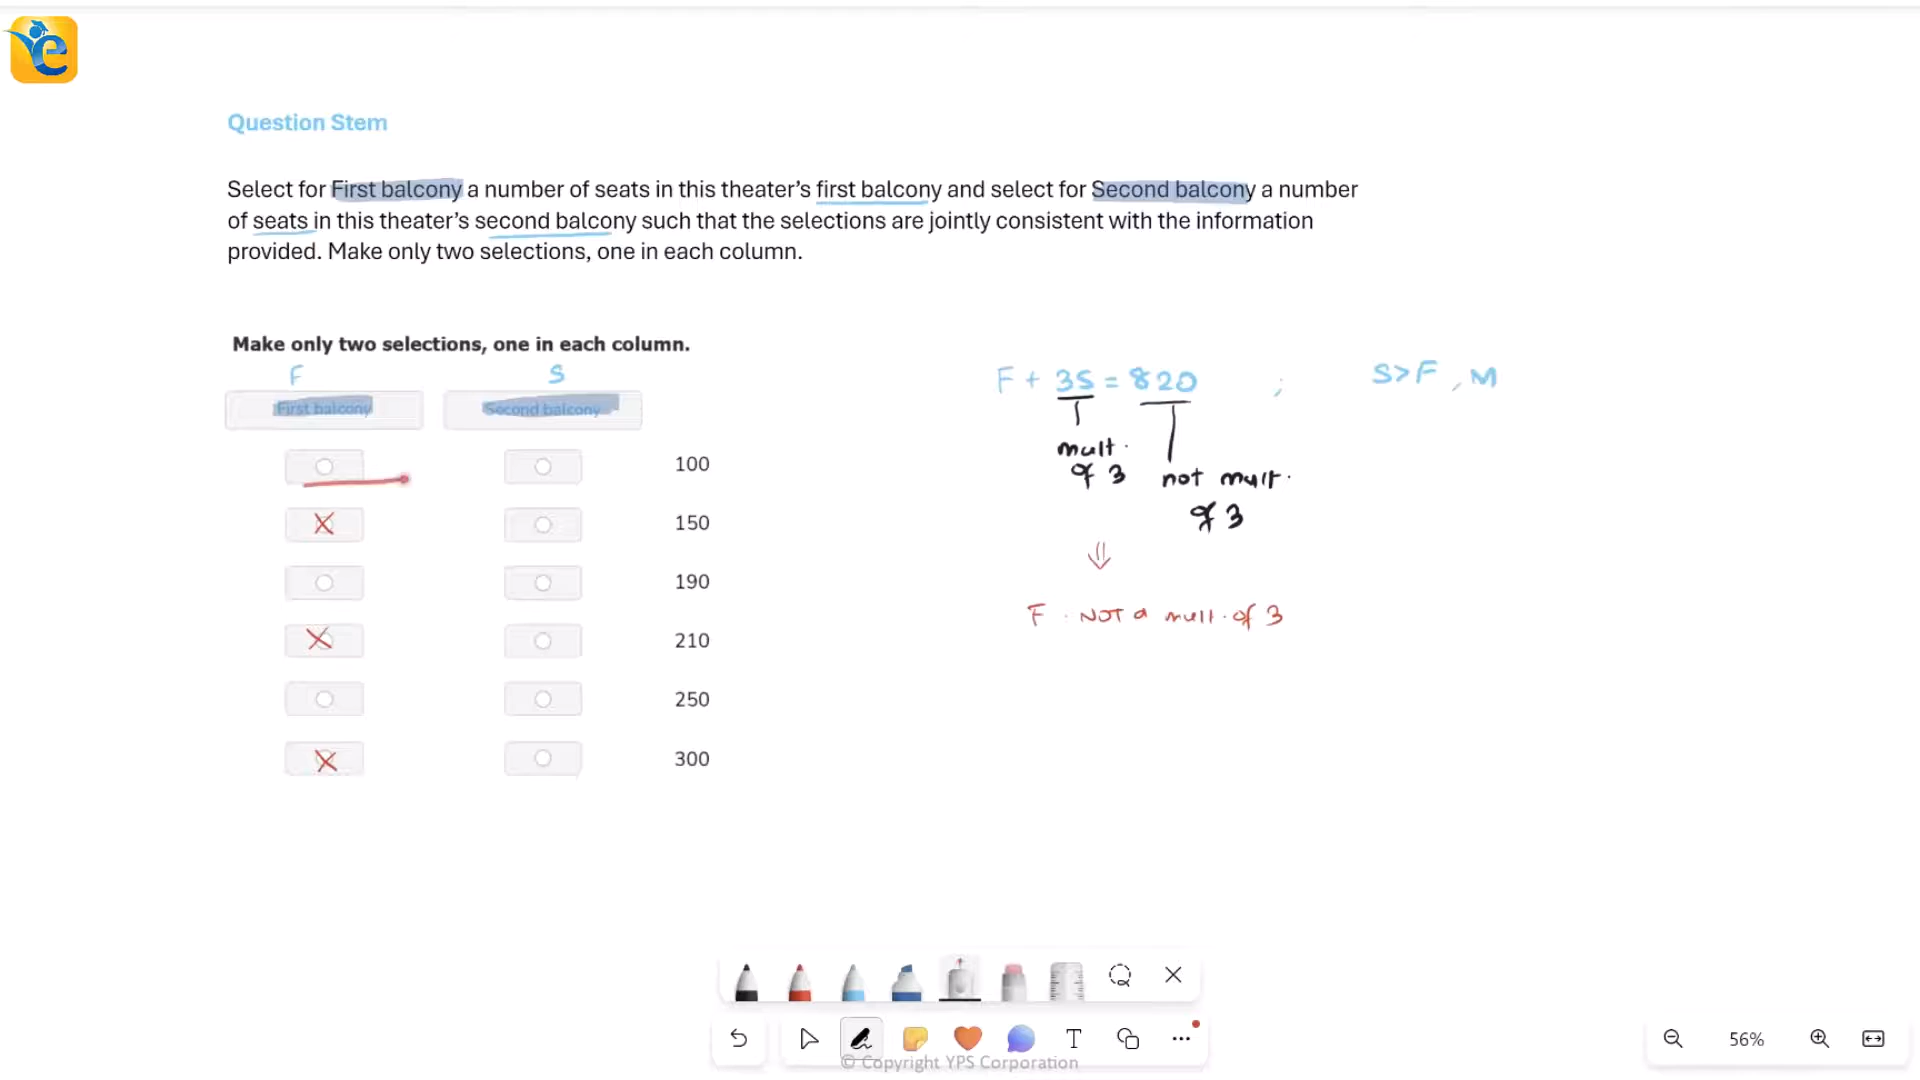 Question Stem
Select for First balcony a number of seats in this theater's first balcony and select for Second balcony a number
of seats in this theater's second balcony such that the selections are jointly consistent with the information
provided. Make only two selections, one in each column.
Make only two selections, one in each column.
F S
First balcony Second balcony
100
150
190
210
250
300
F + 3S = 820 ; S>F , M
mult.
of 3
not mult.
of 3
⇓
F . NOT a mult. of 3
T
56%
© Copyright YPS Corporation